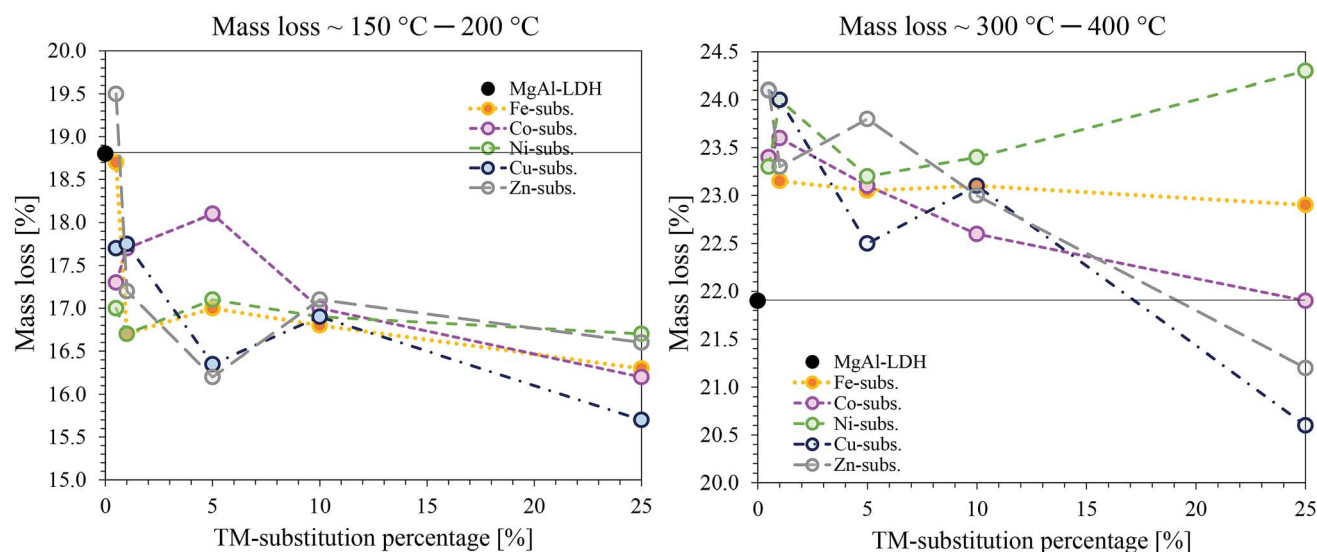 Mass loss ~ 150 °C — 200 °C
Mass loss [%]
20.0
19.5
19.0
18.5
18.0
17.5
17.0
16.5
16.0
15.5
15.0
MgAl-LDH
Fe-subs.
Co-subs.
Ni-subs.
Cu-subs.
Zn-subs.
0 5 10 15 20 25
TM-substitution percentage [%]
Mass loss ~ 300 °C — 400 °C
Mass loss [%]
24.5
24.0
23.5
23.0
22.5
22.0
21.5
21.0
20.5
20.0
MgAl-LDH
Fe-subs.
Co-subs.
Ni-subs.
Cu-subs.
Zn-subs.
0 5 10 15 20 25
TM-substitution percentage [%]